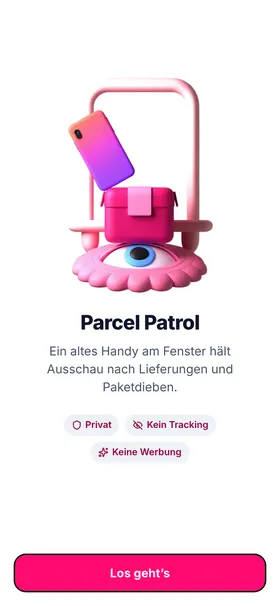 Parcel Patrol
Ein altes Handy am Fenster hält
Ausschau nach Lieferungen und
Paketdieben.
Privat
Kein Tracking
Keine Werbung
Los geht's